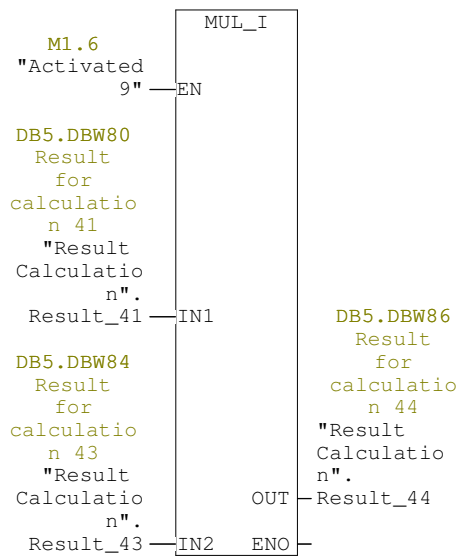 MUL_I
M1.6
"Activated
9"
EN
DB5.DBW80
Result
for
calculatio
n 41
"Result
Calculatio
n".
Result_41
IN1
DB5.DBW84
Result
for
calculatio
n 43
"Result
Calculatio
n".
Result_43
IN2
DB5.DBW86
Result
for
calculatio
n 44
"Result
Calculatio
n".
OUT
Result_44
ENO